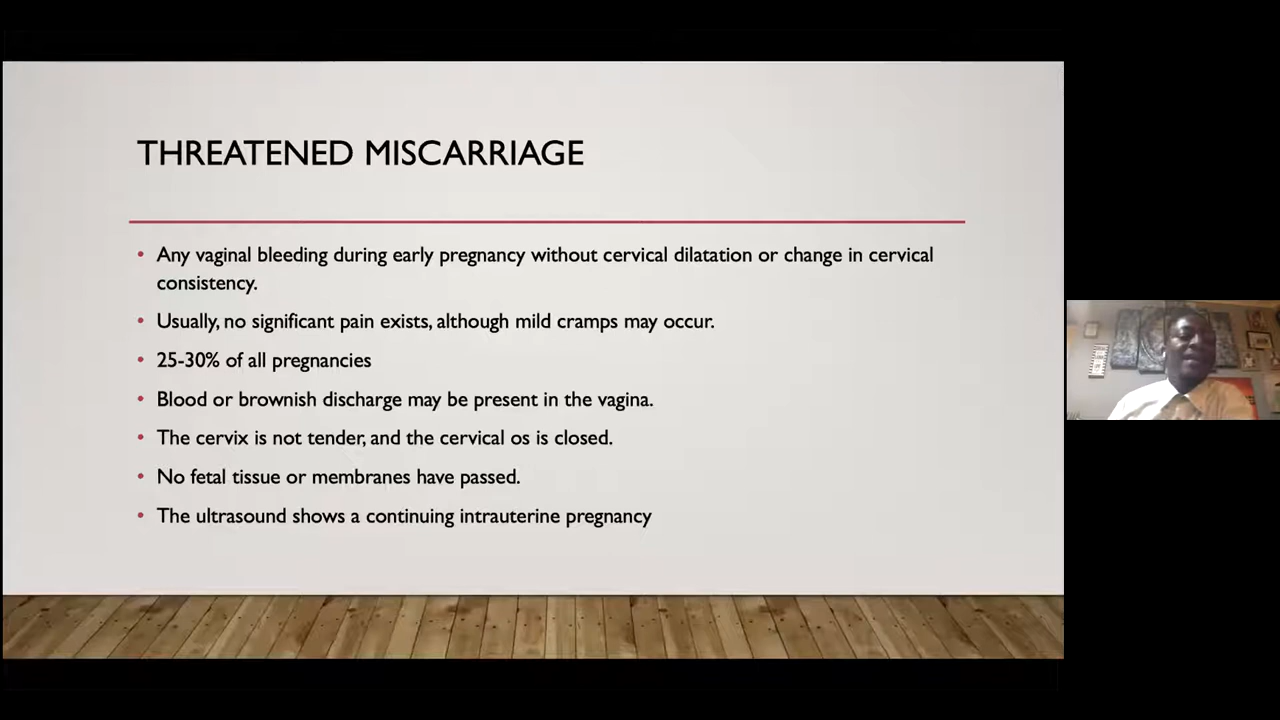 THREATENED MISCARRIAGE
• Any vaginal bleeding during early pregnancy without cervical dilatation or change in cervical
consistency.
• Usually, no significant pain exists, although mild cramps may occur.
• 25-30% of all pregnancies
• Blood or brownish discharge may be present in the vagina.
• The cervix is not tender, and the cervical os is closed.
• No fetal tissue or membranes have passed.
• The ultrasound shows a continuing intrauterine pregnancy